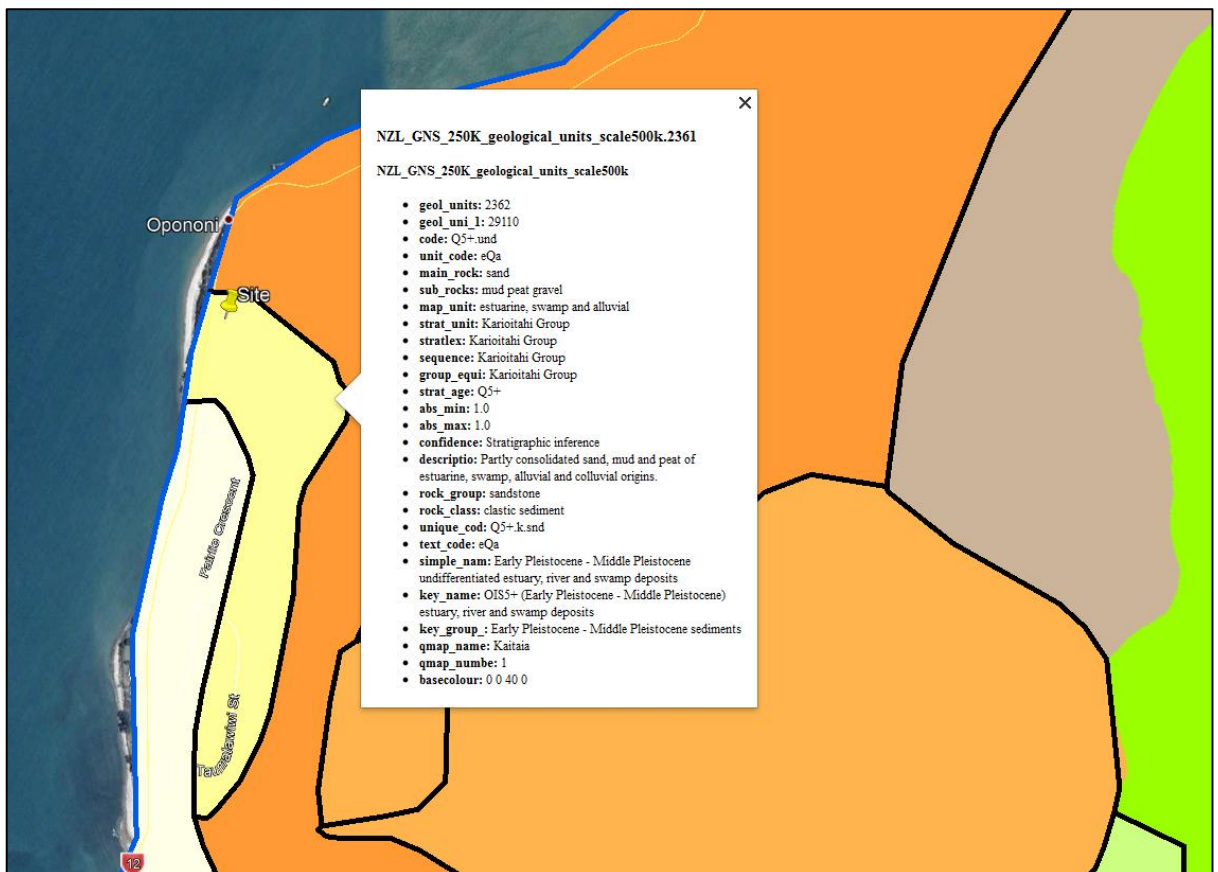 NZL_GNS_250K_geological_units_scale500k.2361
NZL_GNS_250K_geological_units_scale500k
• geol_units: 2362
• geol_uni_1: 29110
• code: Q5+.und
• unit_code: eQa
• main_rock: sand
• sub_rocks: mud peat gravel
• map_unit: estuarine, swamp and alluvial
• strat_unit: Karioitahi Group
• stratlex: Karioitahi Group
• sequence: Karioitahi Group
• group_equi: Karioitahi Group
• strat_age: Q5+
• abs_min: 1.0
• abs_max: 1.0
• confidence: Stratigraphic inference
• descriptio: Partly consolidated sand, mud and peat of
estuarine, swamp, alluvial and colluvial origins.
• rock_group: sandstone
• rock_class: clastic sediment
• unique_cod: Q5+.k.snd
• text_code: eQa
• simple_nam: Early Pleistocene - Middle Pleistocene
undifferentiated estuary, river and swamp deposits
• key_name: OIS5+ (Early Pleistocene - Middle Pleistocene)
estuary, river and swamp deposits
• key_group_: Early Pleistocene - Middle Pleistocene sediments
• qmap_name: Kaitaia
• qmap_numbe: 1
• basecolour: 0 0 40 0
Opononi
Site
Fairlie Crescent
St
12